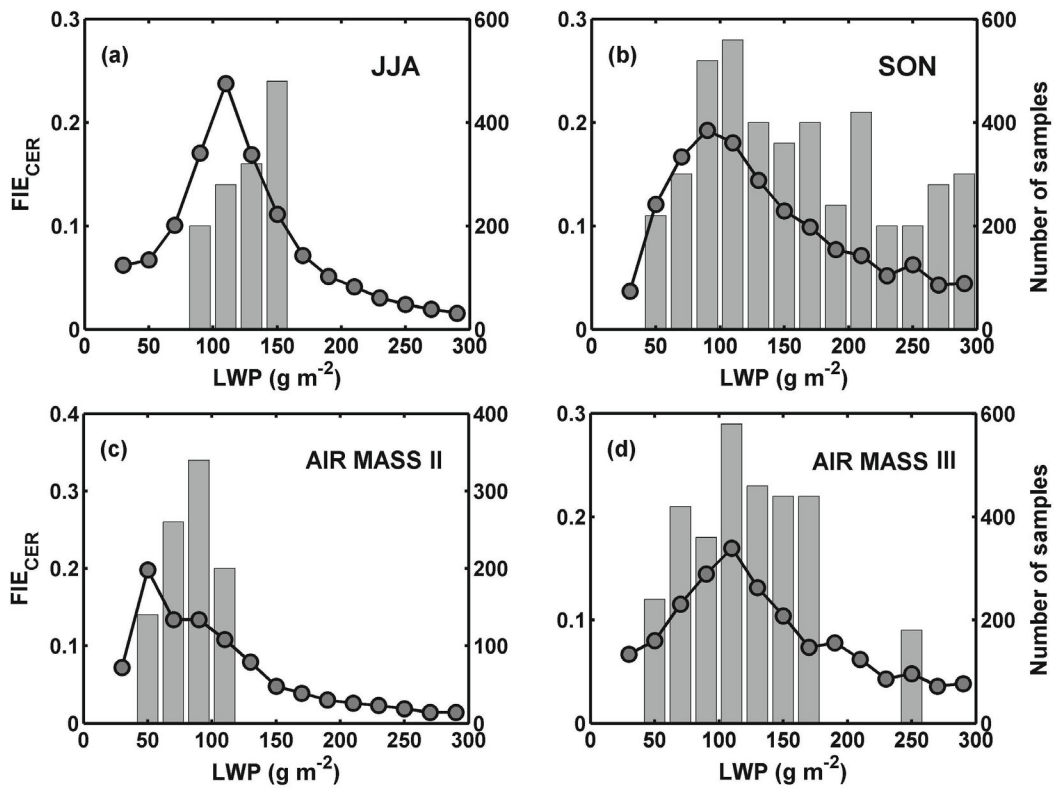 (a)
JJA
FIE_CER
0.3
0.2
0.1
0
600
400
200
0
0 50 100 150 200 250 300
LWP (g m⁻²)
(b)
SON
0.3
0.2
0.1
0
600
400
200
0
Number of samples
0 50 100 150 200 250 300
LWP (g m⁻²)
(c)
AIR MASS II
FIE_CER
0.4
0.3
0.2
0.1
0
400
300
200
100
0
0 50 100 150 200 250 300
LWP (g m⁻²)
(d)
AIR MASS III
0.3
0.2
0.1
0
600
400
200
0
Number of samples
0 50 100 150 200 250 300
LWP (g m⁻²)